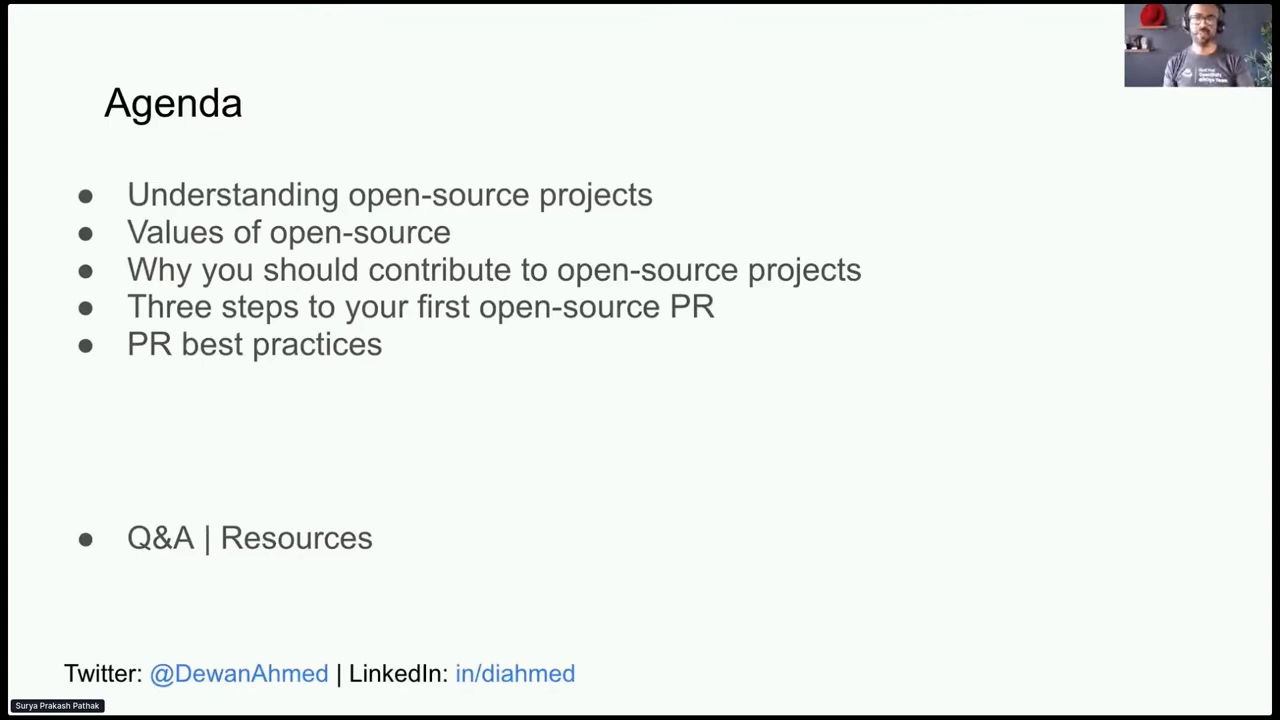 Agenda
● Understanding open-source projects
● Values of open-source
● Why you should contribute to open-source projects
● Three steps to your first open-source PR
● PR best practices
● Q&A | Resources
Twitter: @DewanAhmed | LinkedIn: in/diahmed
Surya Prakash Pathak